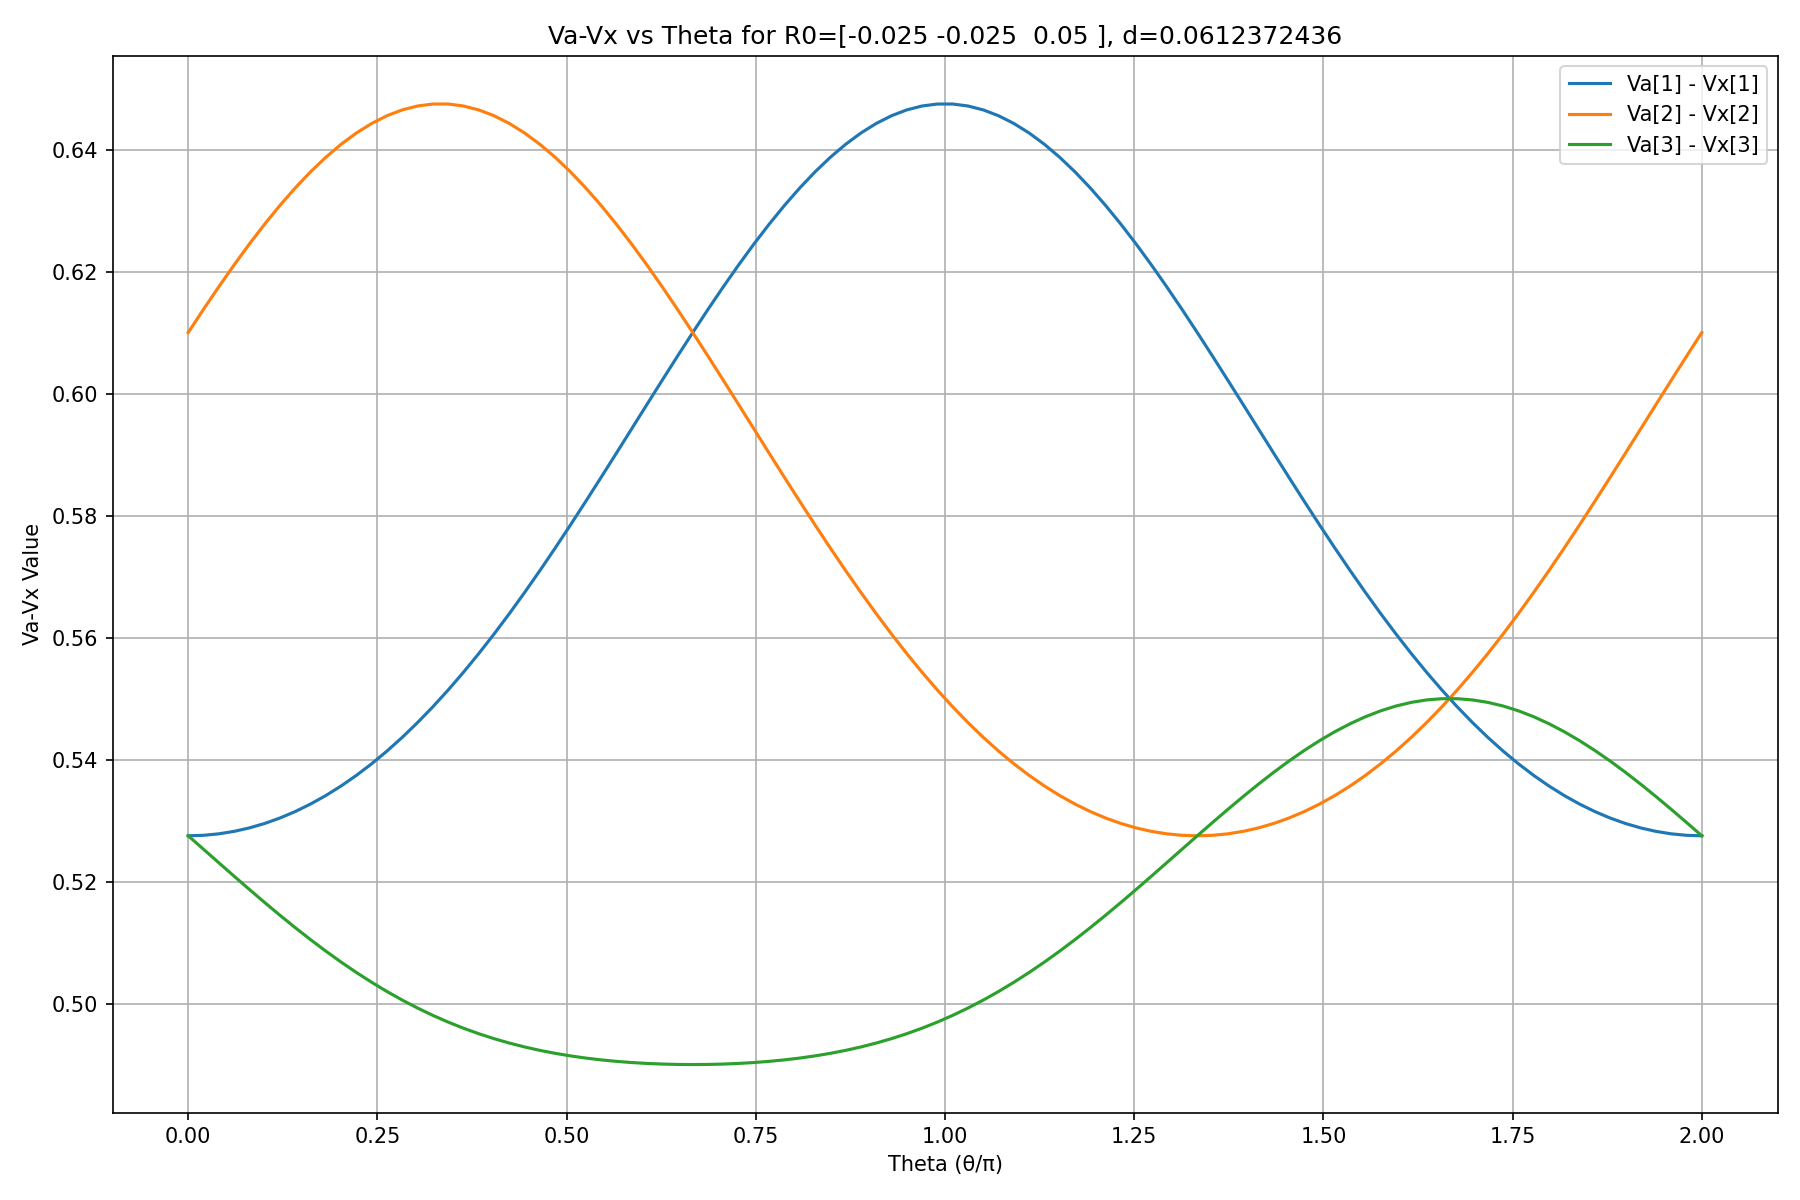 Va-Vx vs Theta for R0=[-0.025 -0.025  0.05 ], d=0.0612372436
Va[1] - Vx[1]
Va[2] - Vx[2]
Va[3] - Vx[3]
Va-Vx Value
0.64
0.62
0.60
0.58
0.56
0.54
0.52
0.50
0.00 0.25 0.50 0.75 1.00 1.25 1.50 1.75 2.00
Theta (θ/π)